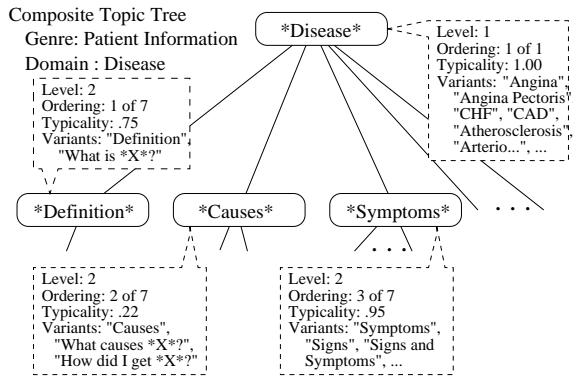 Composite Topic Tree
Genre: Patient Information
Domain : Disease
*Disease*
Level: 1
Ordering: 1 of 1
Typicality: 1.00
Variants: "Angina",
"Angina Pectoris"
"CHF", "CAD",
"Atherosclerosis",
"Arterio...", ...
Level: 2
Ordering: 1 of 7
Typicality: .75
Variants: "Definition",
"What is *X*?"
*Definition*
*Causes*
*Symptoms*
. . .
. . .
Level: 2
Ordering: 2 of 7
Typicality: .22
Variants: "Causes",
"What causes *X*?",
"How did I get *X*?"
Level: 2
Ordering: 3 of 7
Typicality: .95
Variants: "Symptoms",
"Signs", "Signs and
Symptoms", ...